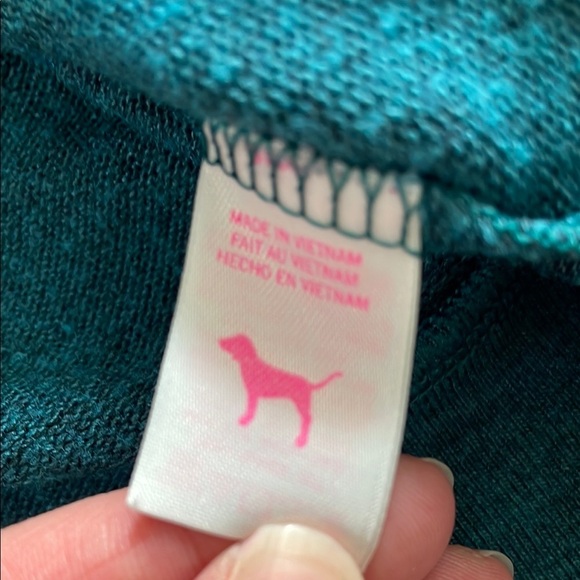 MADE IN VIETNAM
FAIT AU VIETNAM
HECHO EN VIETNAM